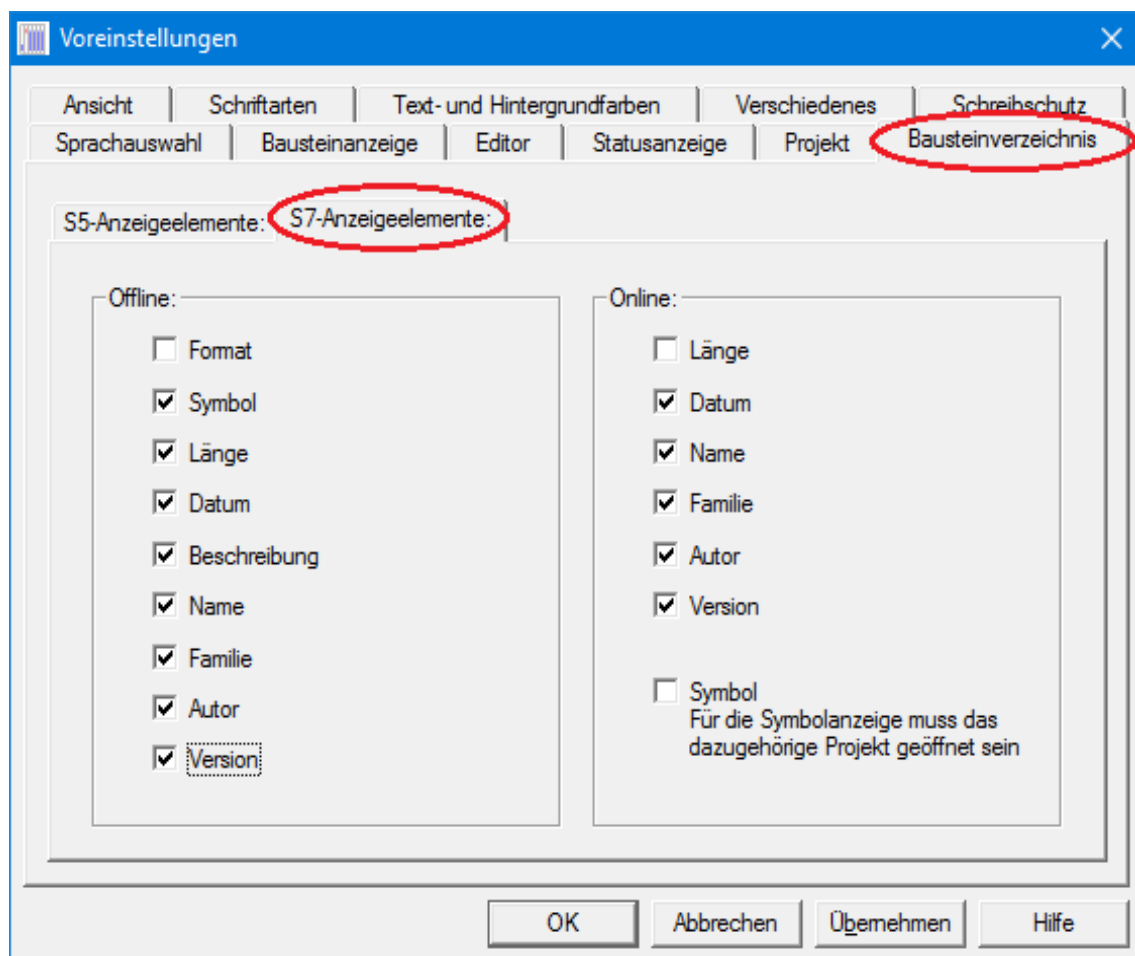 Voreinstellungen
Ansicht Schriftarten Text- und Hintergrundfarben Verschiedenes Schreibschutz
Sprachauswahl Bausteinanzeige Editor Statusanzeige Projekt Bausteinverzeichnis
S5-Anzeigeelemente: S7-Anzeigeelemente:
Offline:
Format
Symbol
Länge
Datum
Beschreibung
Name
Familie
Autor
Version
Online:
Länge
Datum
Name
Familie
Autor
Version
Symbol
Für die Symbolanzeige muss das
dazugehörige Projekt geöffnet sein
OK Abbrechen Übernehmen Hilfe